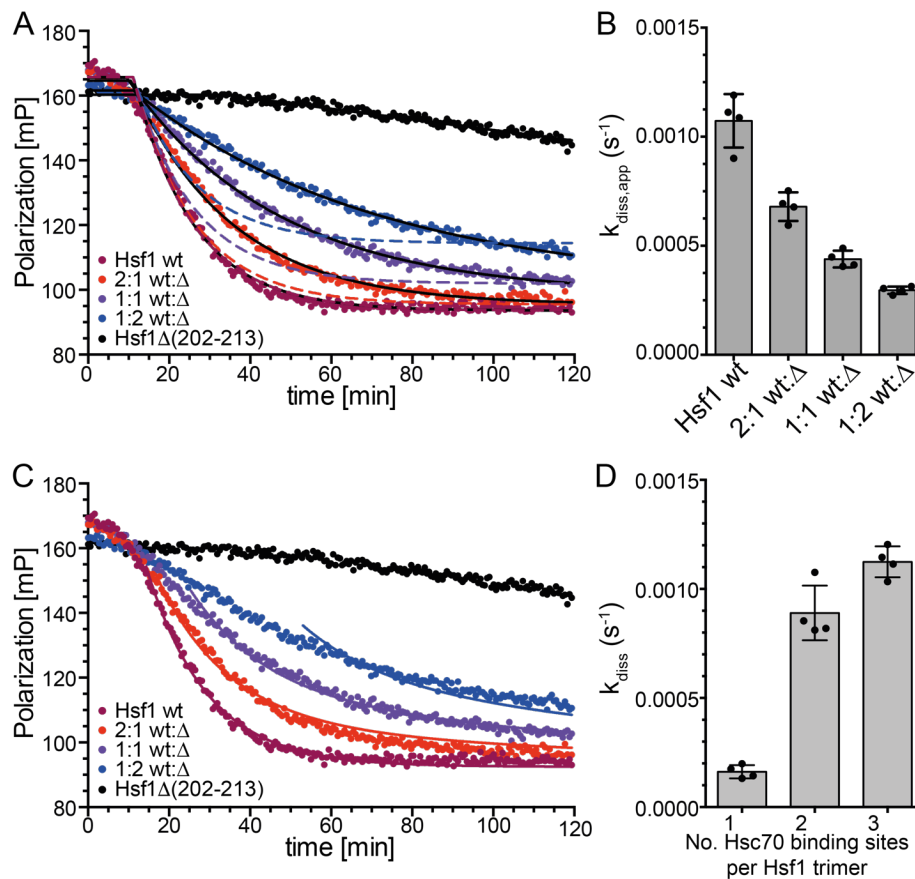 A
180
160
140
120
100
80
Polarization [mP]
Hsf1 wt
2:1 wt:Δ
1:1 wt:Δ
1:2 wt:Δ
Hsf1Δ(202-213)
0 20 40 60 80 100 120
time [min]
B
0.0015
0.0010
0.0005
0.0000
k diss,app (s⁻¹)
Hsf1 wt
2:1 wt:Δ
1:1 wt:Δ
1:2 wt:Δ
C
180
160
140
120
100
80
Polarization [mP]
Hsf1 wt
2:1 wt:Δ
1:1 wt:Δ
1:2 wt:Δ
Hsf1Δ(202-213)
0 20 40 60 80 100 120
time [min]
D
0.0015
0.0010
0.0005
0.0000
k diss (s⁻¹)
1 2 3
No. Hsc70 binding sites
per Hsf1 trimer